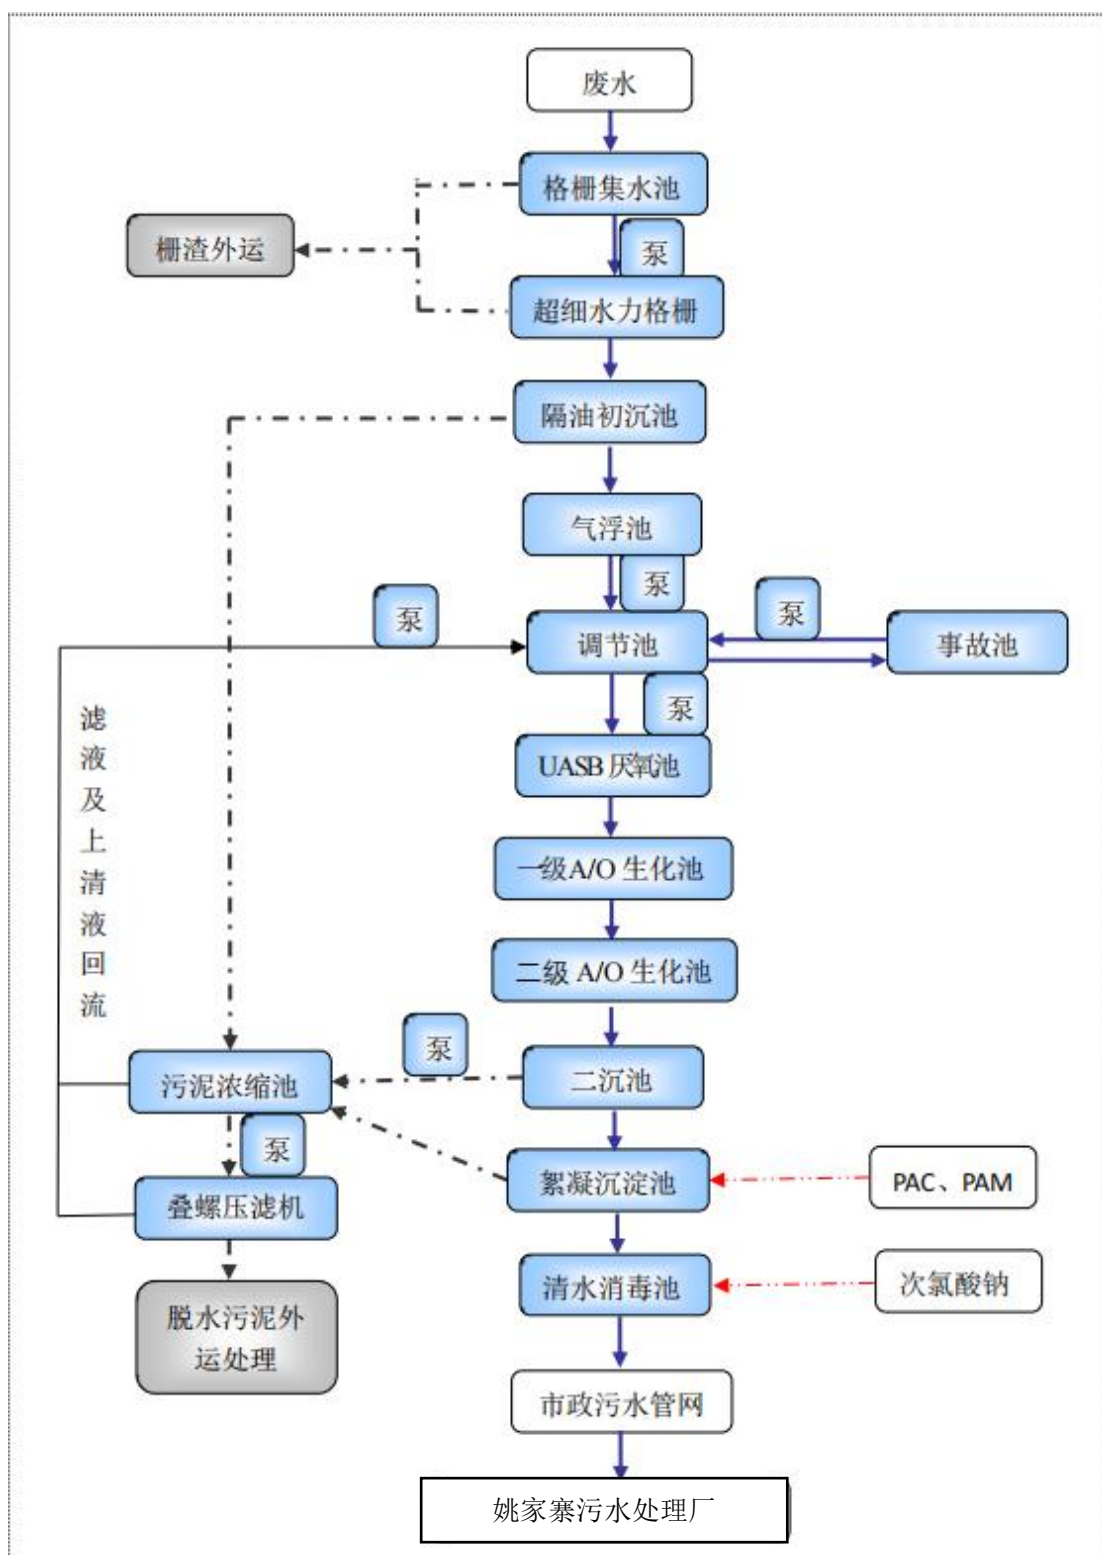 废水
格栅集水池
栅渣外运
泵
超细水力格栅
隔油初沉池
气浮池
泵
泵
泵
调节池
事故池
泵
滤液及上清液回流
UASB 厌氧池
一级A/O 生化池
二级 A/O 生化池
泵
二沉池
污泥浓缩池
泵
絮凝沉淀池
PAC、PAM
叠螺压滤机
清水消毒池
次氯酸钠
脱水污泥外
运处理
市政污水管网
姚家寨污水处理厂